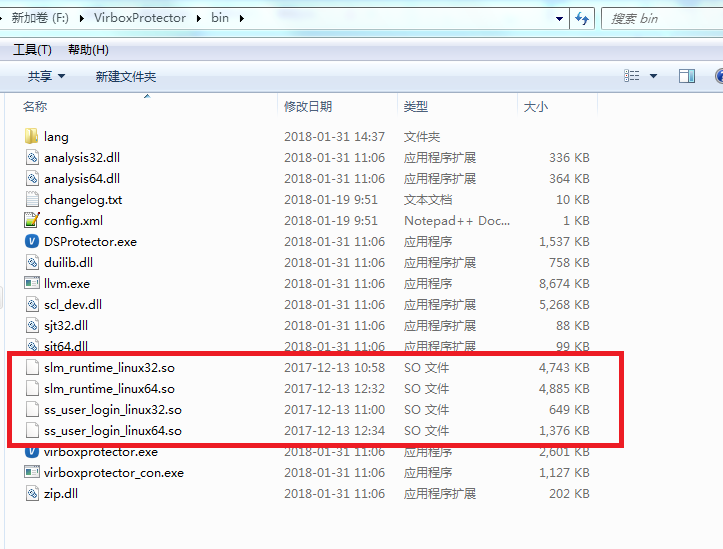 新加卷 (F:) VirboxProtector bin 搜索 bin
工具(T) 帮助(H)
共享 新建文件夹
名称 修改日期 类型 大小
lang 2018-01-31 14:37 文件夹
analysis32.dll 2018-01-31 11:06 应用程序扩展 336 KB
analysis64.dll 2018-01-31 11:06 应用程序扩展 364 KB
changelog.txt 2018-01-19 9:51 文本文档 10 KB
config.xml 2018-01-19 9:51 Notepad++ Doc... 1 KB
DSProtector.exe 2018-01-31 11:06 应用程序 1,537 KB
duilib.dll 2018-01-31 11:06 应用程序扩展 758 KB
llvm.exe 2018-01-31 11:06 应用程序 8,674 KB
scl_dev.dll 2018-01-31 11:06 应用程序扩展 5,268 KB
sjt32.dll 2018-01-31 11:06 应用程序扩展 88 KB
sjt64.dll 2018-01-31 11:06 应用程序扩展 99 KB
slm_runtime_linux32.so 2017-12-13 10:58 SO 文件 4,743 KB
slm_runtime_linux64.so 2017-12-13 12:32 SO 文件 4,885 KB
ss_user_login_linux32.so 2017-12-13 11:00 SO 文件 649 KB
ss_user_login_linux64.so 2017-12-13 12:34 SO 文件 1,376 KB
virboxprotector.exe 2018-01-31 11:06 应用程序 2,601 KB
virboxprotector_con.exe 2018-01-31 11:06 应用程序 1,127 KB
zip.dll 2018-01-31 11:06 应用程序扩展 202 KB